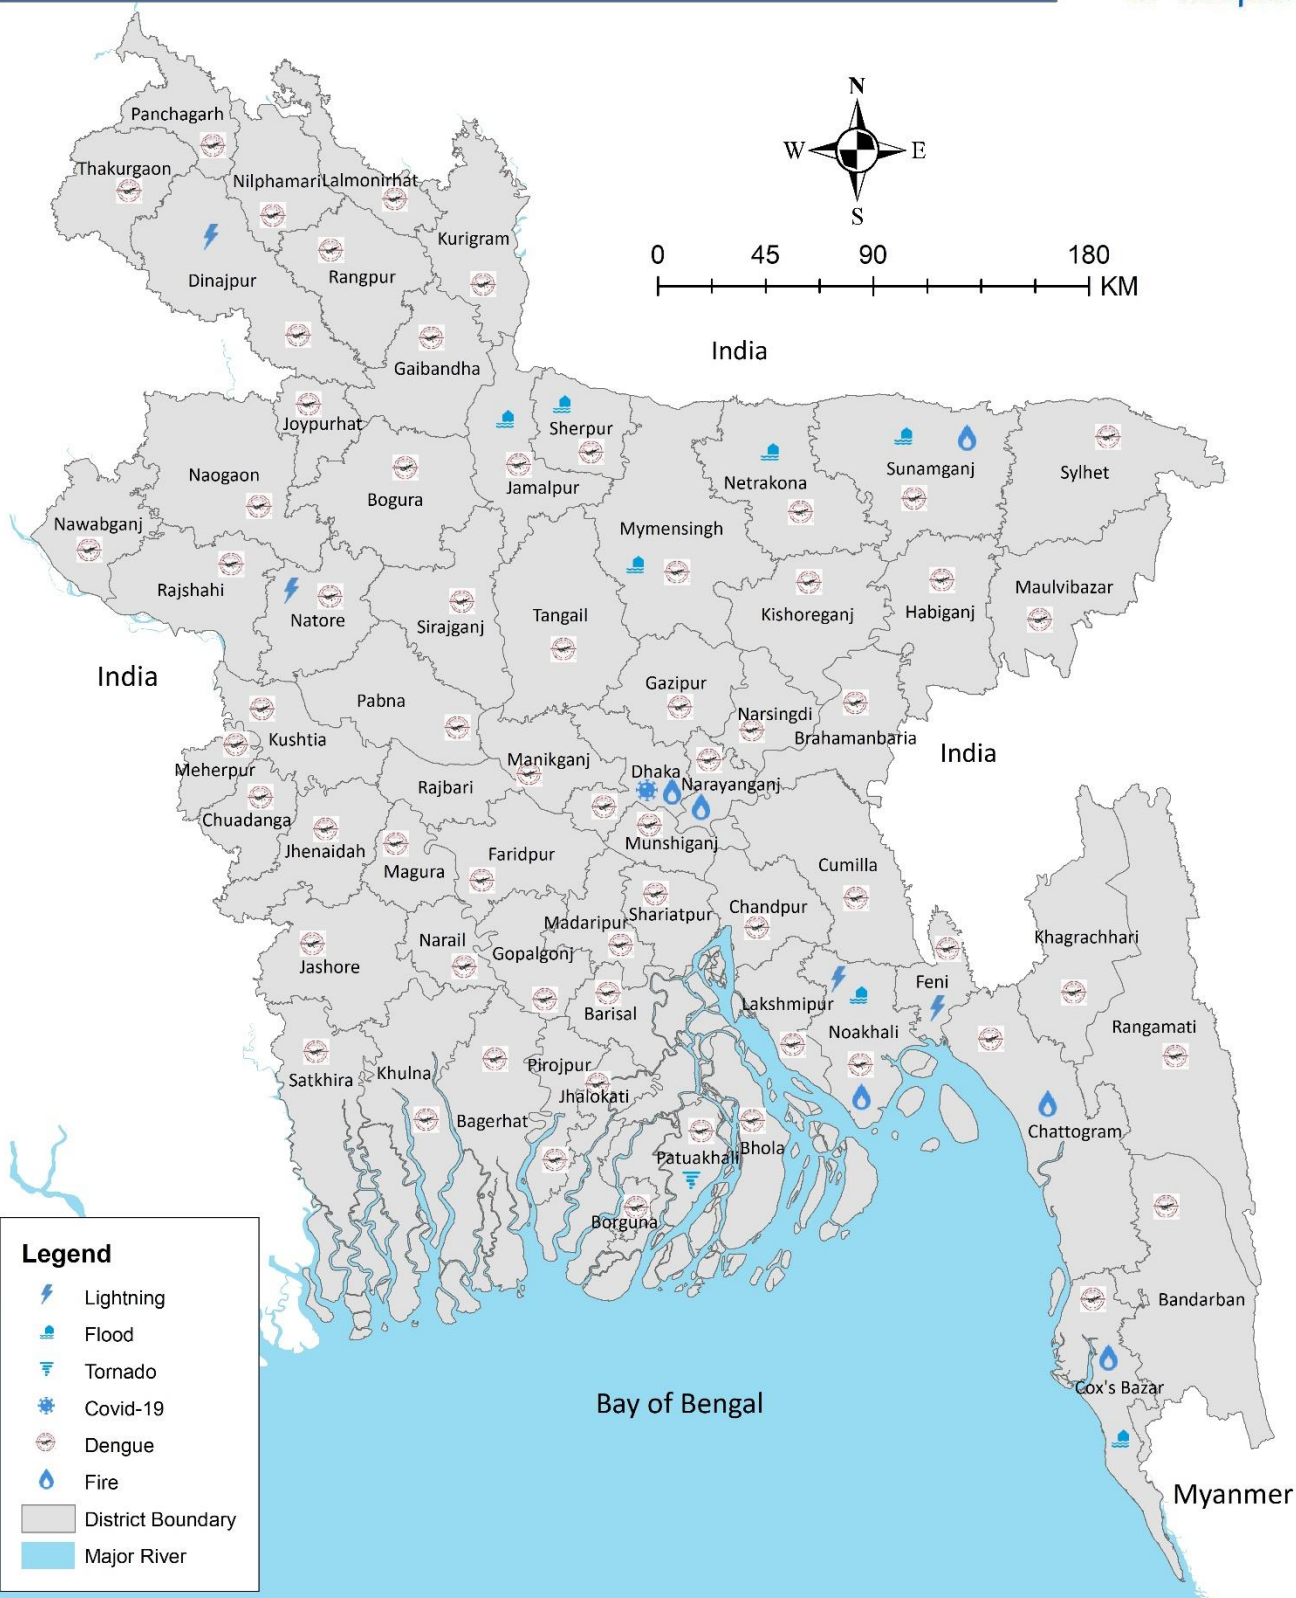 N
W E
S
0 45 90 180
KM
Panchagarh
Thakurgaon
Nilphamari
Lalmonirhat
Kurigram
Dinajpur
Rangpur
India
Gaibandha
Joypurhat
Sherpur
Naogaon
Bogura
Jamalpur
Netrakona
Sunamganj
Sylhet
Nawabganj
Mymensingh
Rajshahi
Natore
Sirajganj
Tangail
Kishoreganj
Habiganj
Maulvibazar
India
Pabna
Gazipur
Narsingdi
Kushtia
Brahamanbaria
India
Meherpur
Manikganj
Dhaka
Narayanganj
Rajbari
Chuadanga
Jhenaidah
Magura
Faridpur
Munshiganj
Cumilla
Shariatpur
Chandpur
Madaripur
Narail
Gopalgonj
Khagrachhari
Jashore
Feni
Barisal
Lakshmipur
Noakhali
Rangamati
Satkhira
Khulna
Pirojpur
Jhalokati
Bagerhat
Chattogram
Patuakhali
Bhola
Borguna
Bandarban
Cox's Bazar
Bay of Bengal
Myanmer
Legend
Lightning
Flood
Tornado
Covid-19
Dengue
Fire
District Boundary
Major River